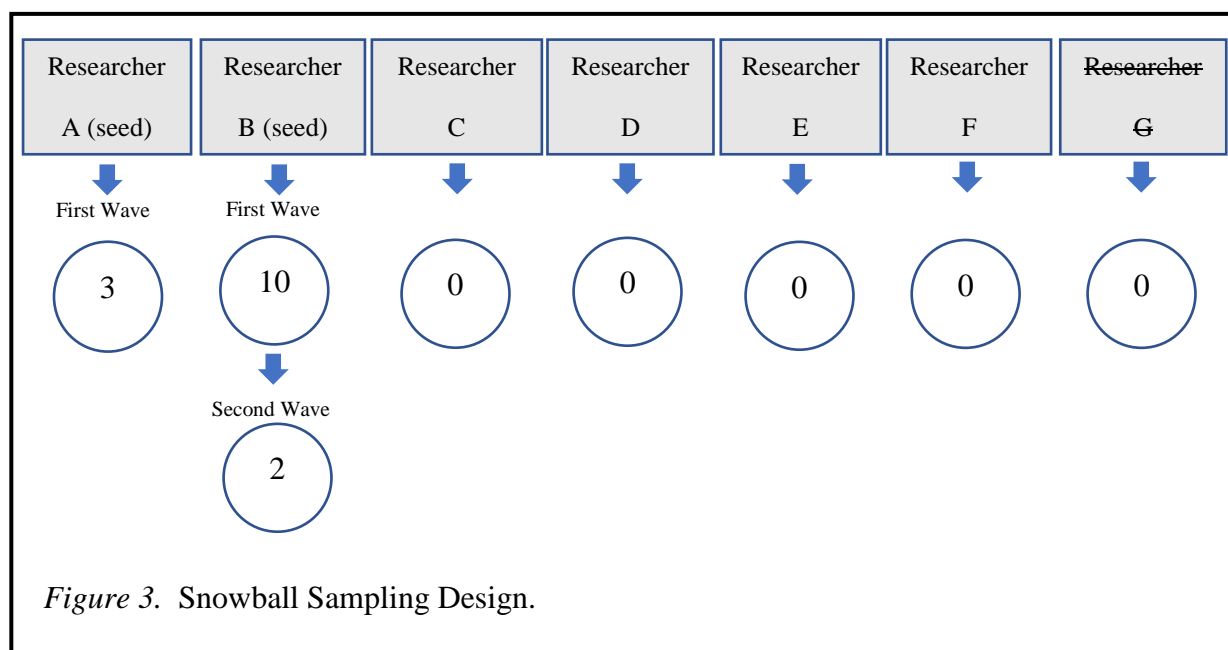 Researcher
A (seed)
Researcher
B (seed)
Researcher
C
Researcher
D
Researcher
E
Researcher
F
Researcher
G
First Wave
First Wave
3
10
0
0
0
0
0
Second Wave
2
Figure 3. Snowball Sampling Design.